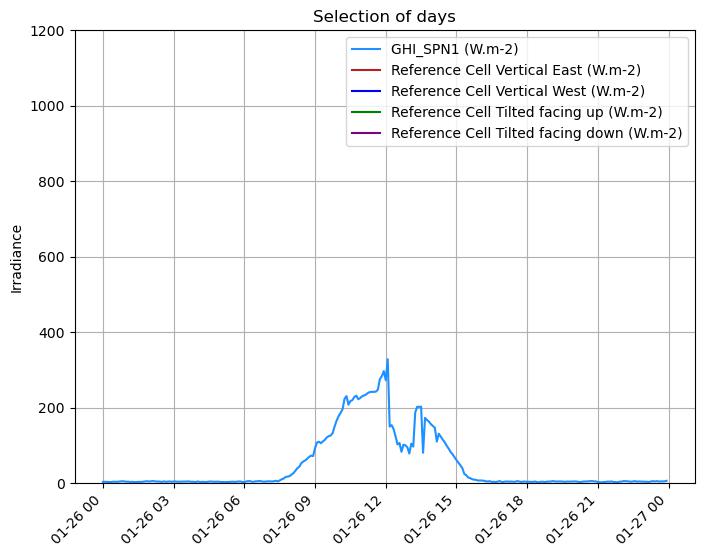 Selection of days
1200
1000
800
600
400
200
0
Irradiance
GHI_SPN1 (W.m-2)
Reference Cell Vertical East (W.m-2)
Reference Cell Vertical West (W.m-2)
Reference Cell Tilted facing up (W.m-2)
Reference Cell Tilted facing down (W.m-2)
01-26 00
01-26 03
01-26 06
01-26 09
01-26 12
01-26 15
01-26 18
01-26 21
01-27 00